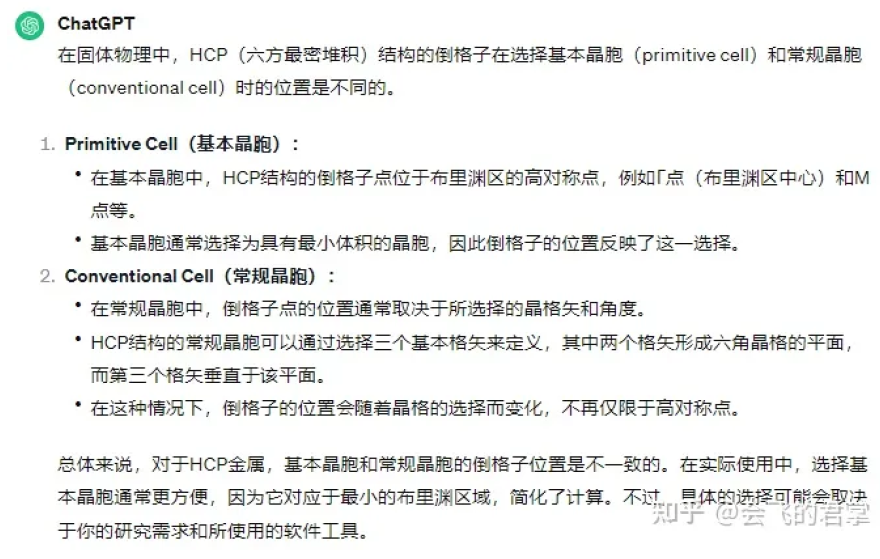 ChatGPT
在固体物理中，HCP（六方最密堆积）结构的倒格子在选择基本晶胞（primitive cell）和常规晶胞
（conventional cell）时的位置是不同的。
1. Primitive Cell（基本晶胞）：
• 在基本晶胞中，HCP结构的倒格子点位于布里渊区的高对称点，例如Γ点（布里渊区中心）和M
点等。
• 基本晶胞通常选择为具有最小体积的晶胞，因此倒格子的位置反映了这一选择。
2. Conventional Cell（常规晶胞）：
• 在常规晶胞中，倒格子点的位置通常取决于所选择的晶格矢和角度。
• HCP结构的常规晶胞可以通过选择三个基本格矢来定义，其中两个格矢形成六角晶格的平面，
而第三个格矢垂直于该平面。
• 在这种情况下，倒格子的位置会随着晶格的选择而变化，不再仅限于高对称点。
总体来说，对于HCP金属，基本晶胞和常规晶胞的倒格子位置是不一致的。在实际使用中，选择基
本晶胞通常更方便，因为它对应于最小的布里渊区域，简化了计算。不过，具体的选择可能会取决
于你的研究需求和所使用的软件工具。
知乎 @会飞的君掌